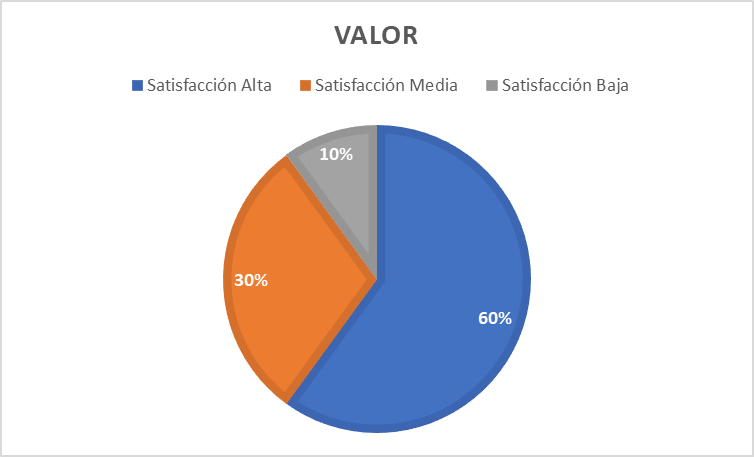 VALOR
Satisfacción Alta Satisfacción Media Satisfacción Baja
10%
30%
60%